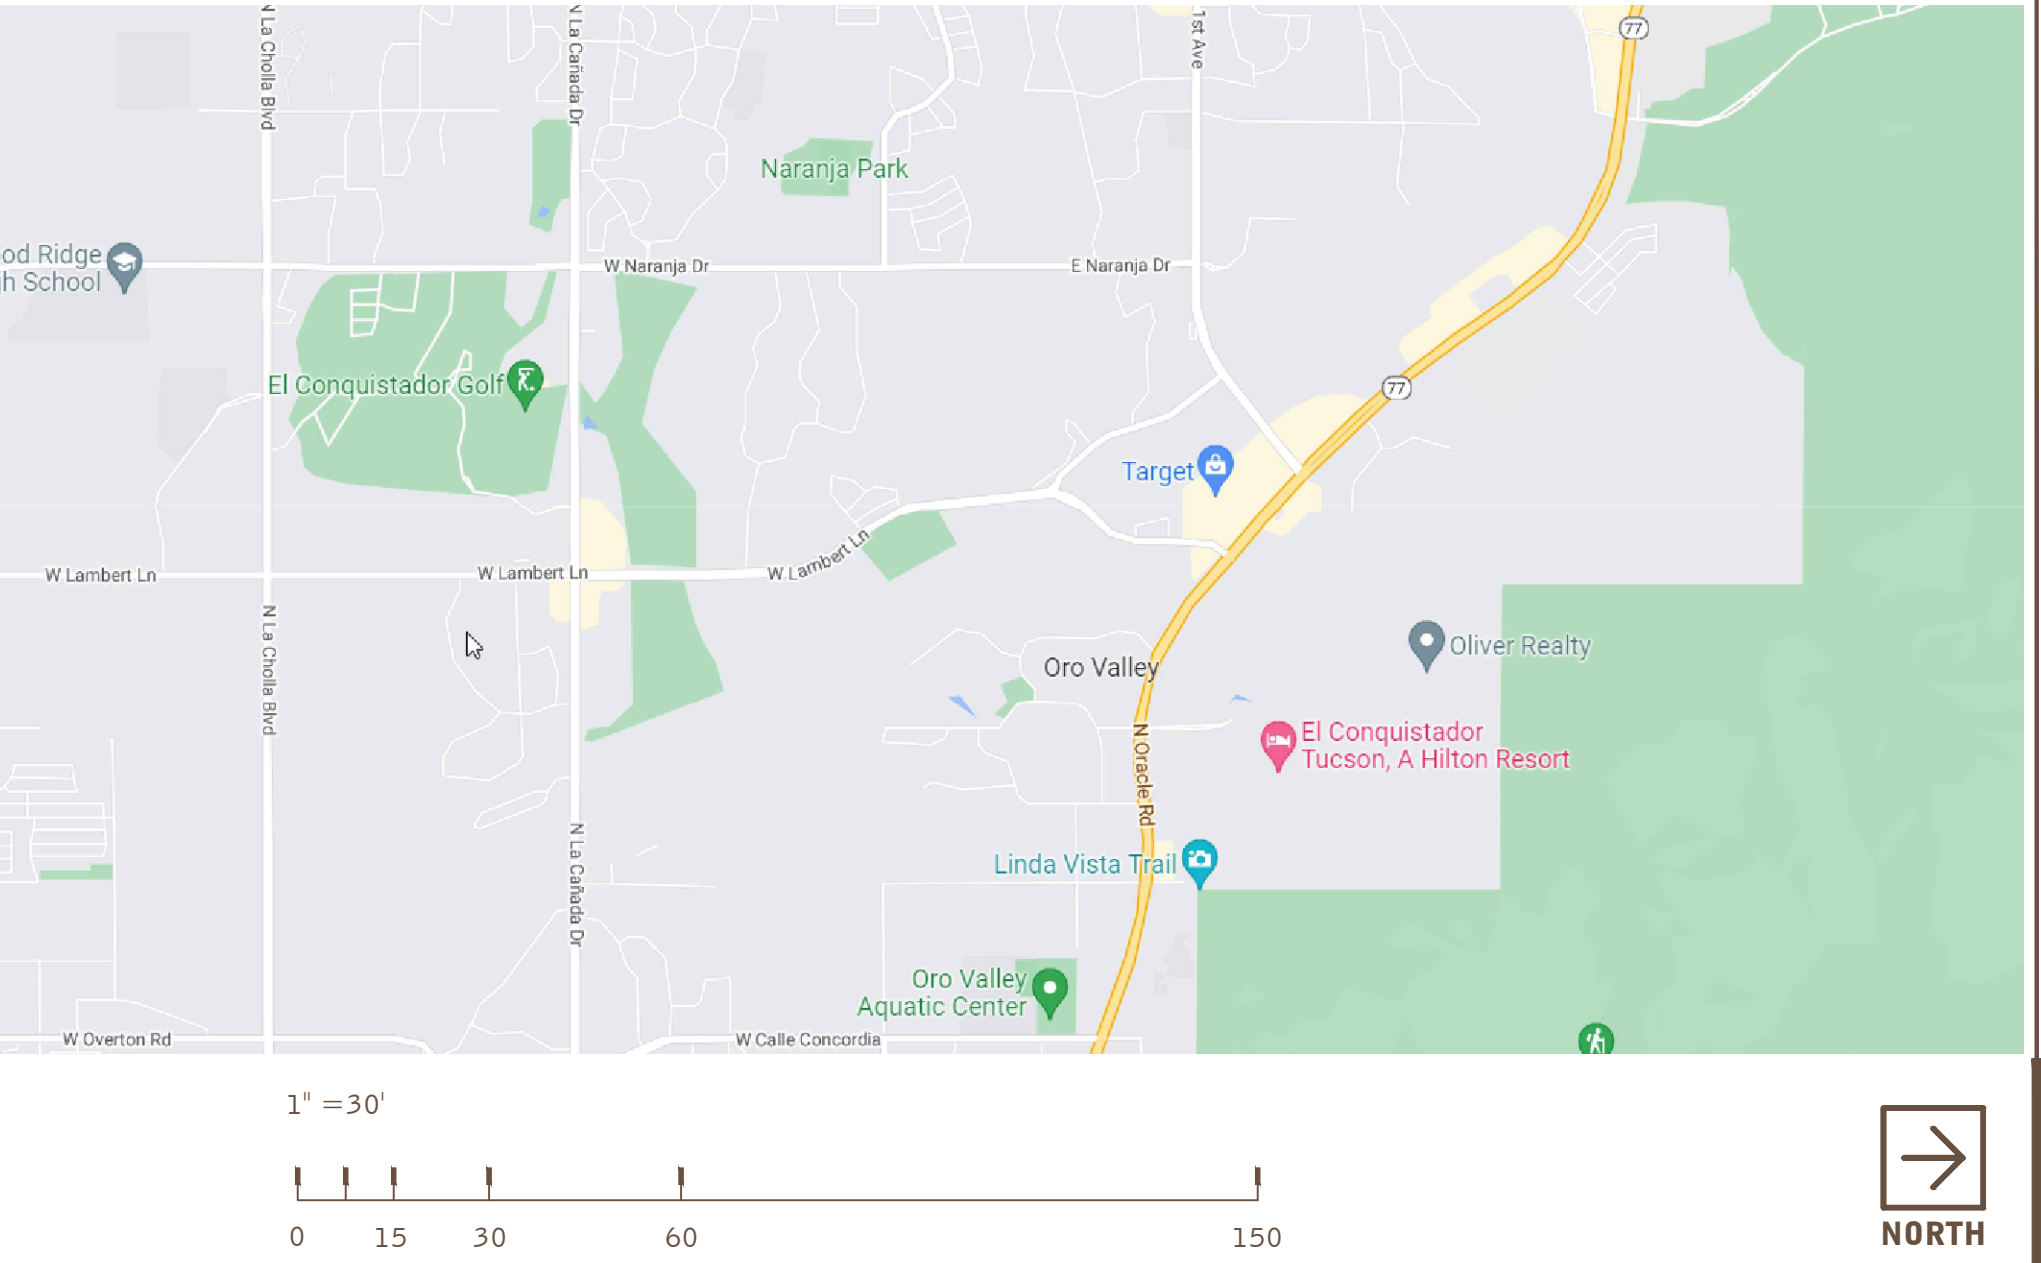 N La Cholla Blvd
N La Cañada Dr
1st Ave
77
Naranja Park
od Ridge
h School
W Naranja Dr
E Naranja Dr
El Conquistador Golf
77
Target
W Lambert Ln
W Lambert Ln
W Lambert Ln
N La Cholla Blvd
Oro Valley
Oliver Realty
N Oracle Rd
El Conquistador
Tucson, A Hilton Resort
N La Cañada Dr
Linda Vista Trail
Oro Valley
Aquatic Center
W Overton Rd
W Calle Concordia
1" =30'
0 15 30 60 150
NORTH